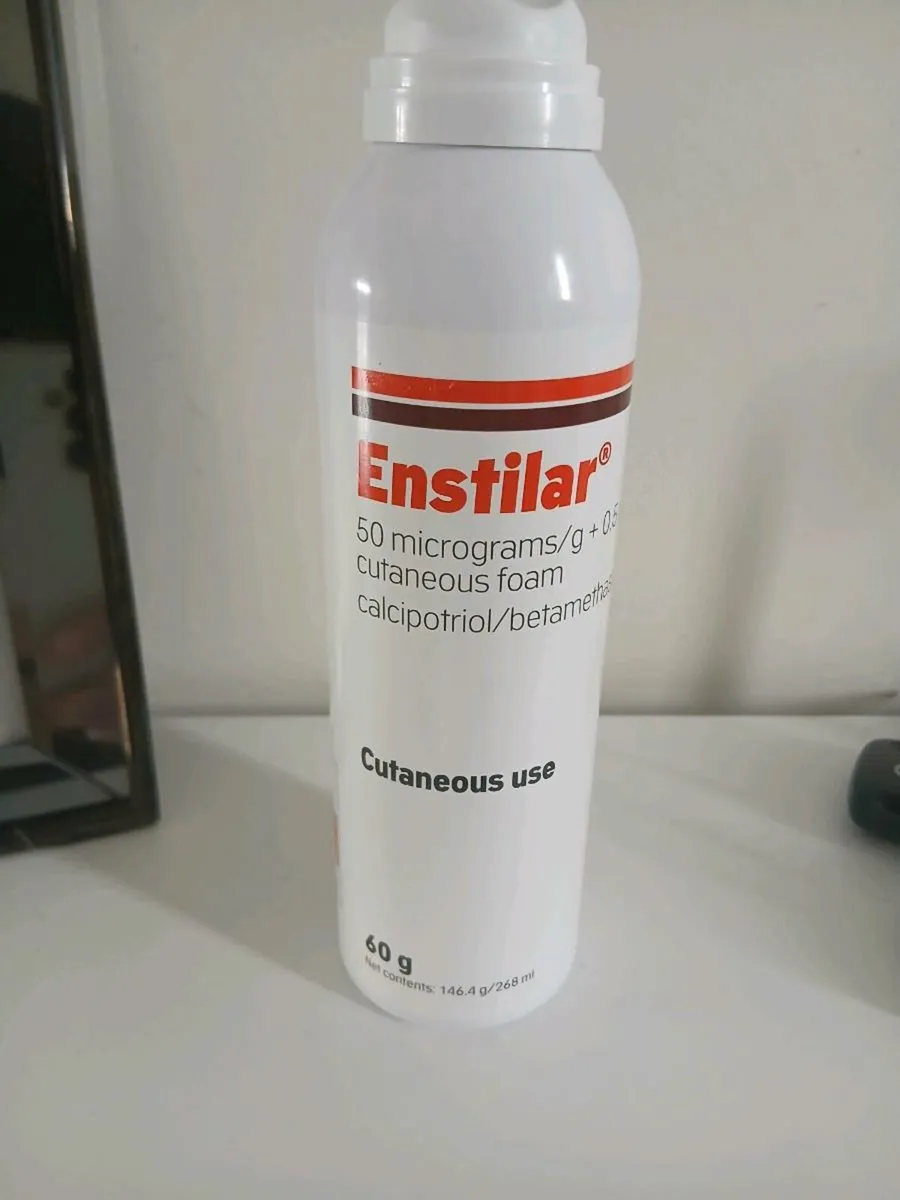 Enstilar®
50 micrograms/g + 0.5
cutaneous foam
calcipotriol/betametha
Cutaneous use
60 g
Net contents: 146.4 g/268 ml